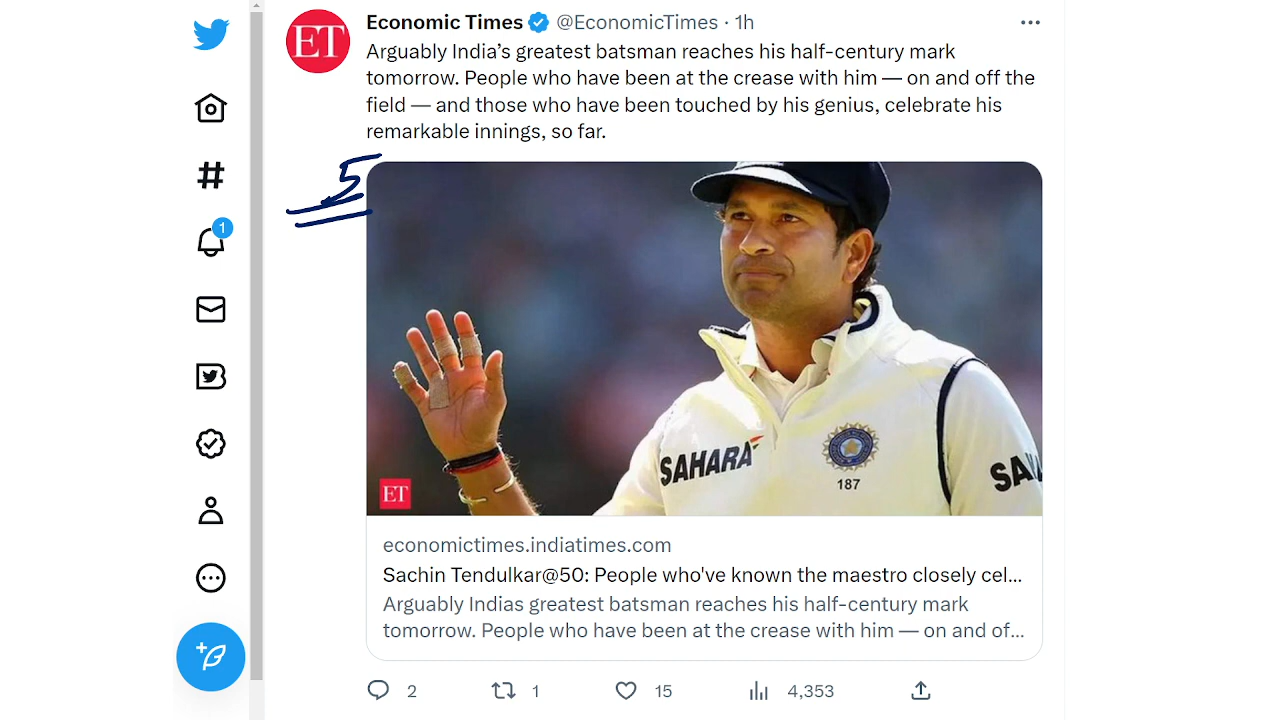 Economic Times @EconomicTimes · 1h
ET
Arguably India's greatest batsman reaches his half-century mark
tomorrow. People who have been at the crease with him — on and off the
field — and those who have been touched by his genius, celebrate his
remarkable innings, so far.
1
5
SAHARA
187
SA
ET
economictimes.indiatimes.com
Sachin Tendulkar@50: People who've known the maestro closely cel...
Arguably Indias greatest batsman reaches his half-century mark
tomorrow. People who have been at the crease with him — on and of...
2 1 15 4,353